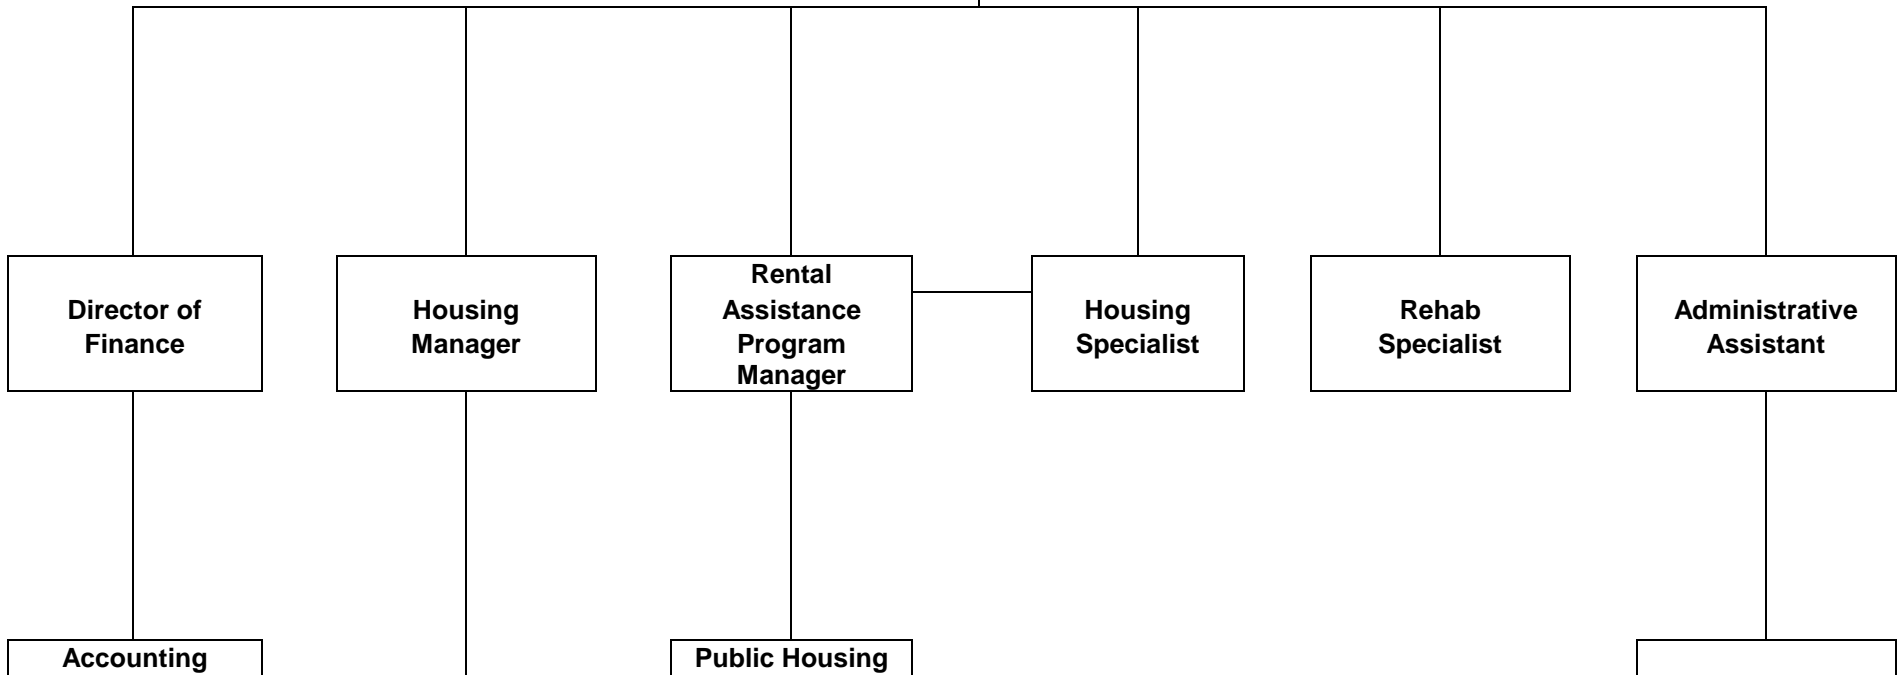 Director of
Finance
Housing
Manager
Rental
Assistance
Program
Manager
Housing
Specialist
Rehab
Specialist
Administrative
Assistant
Accounting
Public Housing